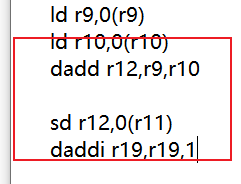 ld r9,0(r9)
ld r10,0(r10)
dadd r12,r9,r10
sd r12,0(r11)
daddi r19,r19,1